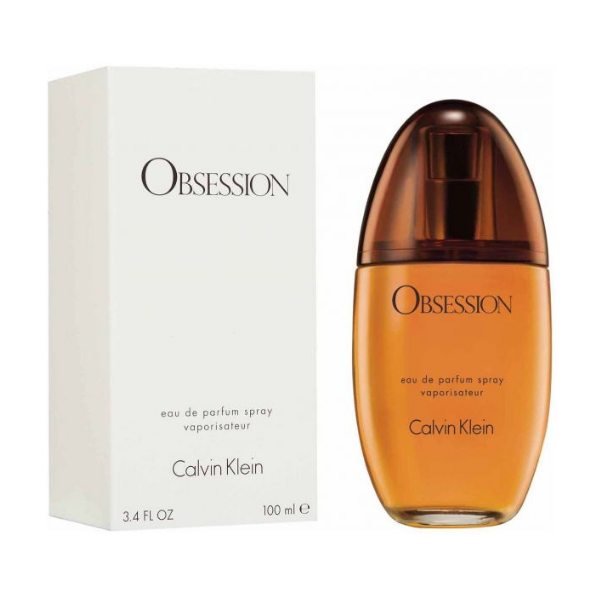 OBSESSION
eau de parfum spray
vaporisateur
Calvin Klein
3.4 FL OZ 100 ml ℮
OBSESSION
eau de parfum spray
vaporisateur
Calvin Klein